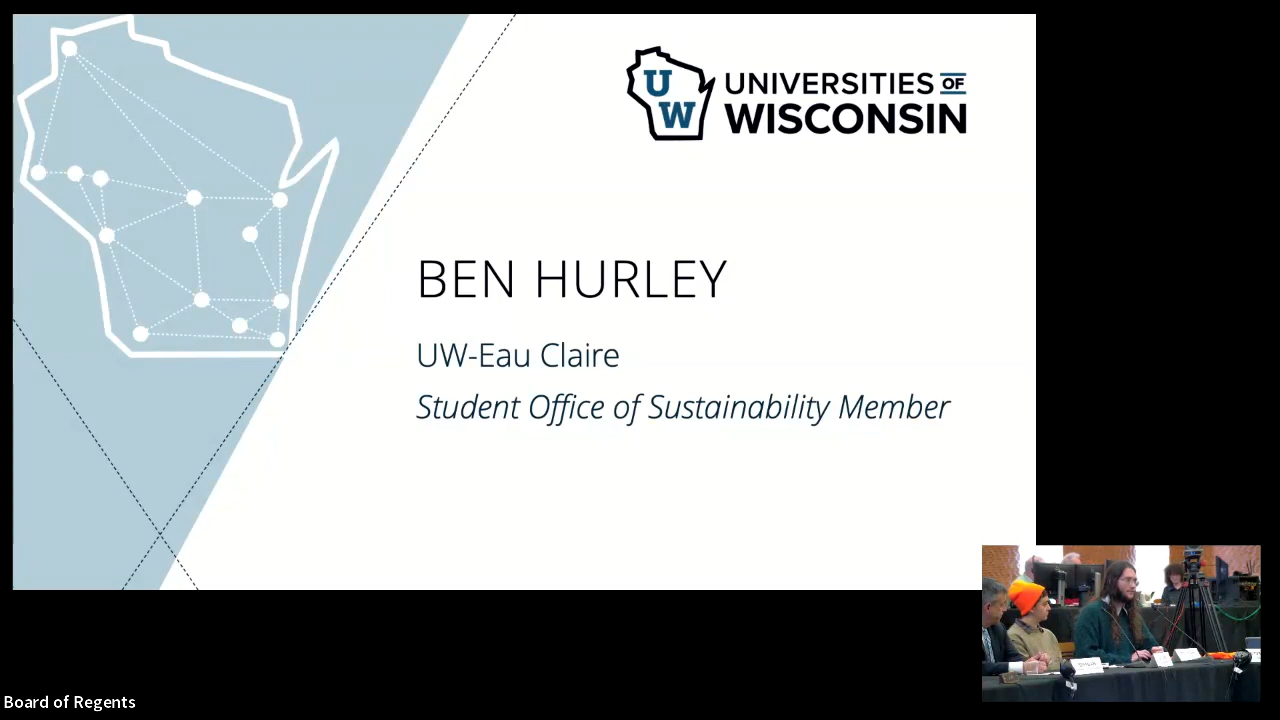 UW
UNIVERSITIES OF
WISCONSIN
BEN HURLEY
UW-Eau Claire
Student Office of Sustainability Member
Board of Regents